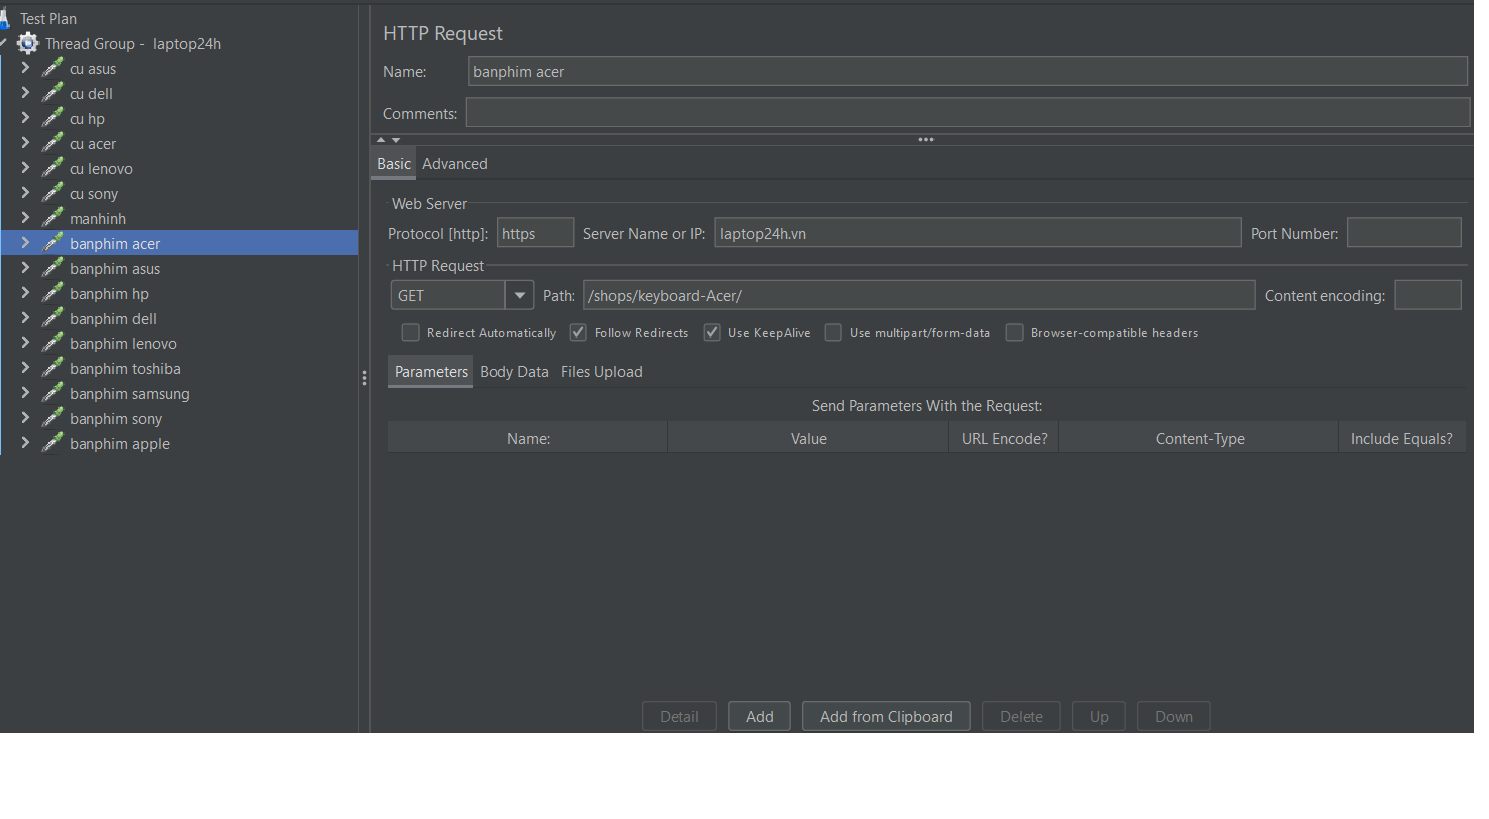 Test Plan
Thread Group - laptop24h
cu asus
cu dell
cu hp
cu acer
cu lenovo
cu sony
manhinh
banphim acer
banphim asus
banphim hp
banphim dell
banphim lenovo
banphim toshiba
banphim samsung
banphim sony
banphim apple
HTTP Request
Name: banphim acer
Comments:
Basic Advanced
Web Server
Protocol [http]: https Server Name or IP: laptop24h.vn Port Number:
HTTP Request
GET Path: /shops/keyboard-Acer/ Content encoding:
Redirect Automatically Follow Redirects Use KeepAlive Use multipart/form-data Browser-compatible headers
Parameters Body Data Files Upload
Send Parameters With the Request:
Name: Value URL Encode? Content-Type Include Equals?
Detail Add Add from Clipboard Delete Up Down